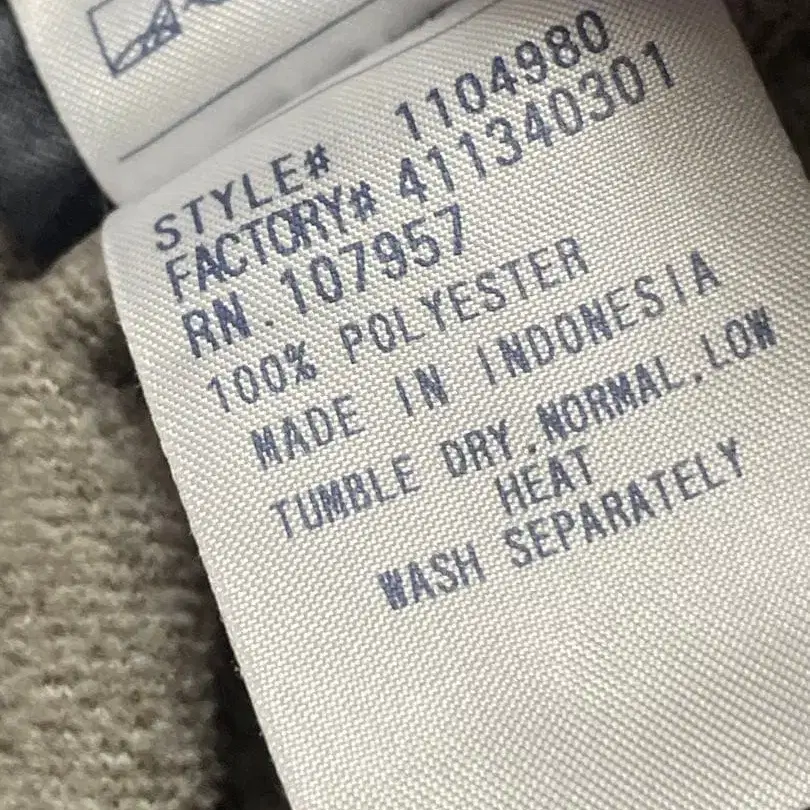 STYLE# 1104980
FACTORY# 411340301
RN. 107957
100% POLYESTER
MADE IN INDONESIA
TUMBLE DRY.NORMAL.LOW
HEAT
WASH SEPARATELY